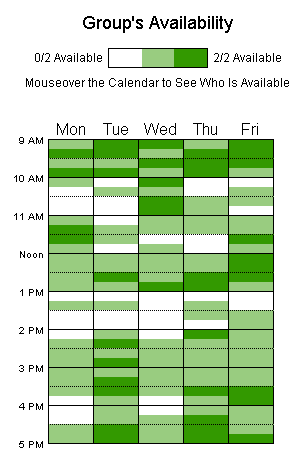 Group's Availability
0/2 Available 2/2 Available
Mouseover the Calendar to See Who Is Available
Mon Tue Wed Thu Fri
9 AM
10 AM
11 AM
Noon
1 PM
2 PM
3 PM
4 PM
5 PM